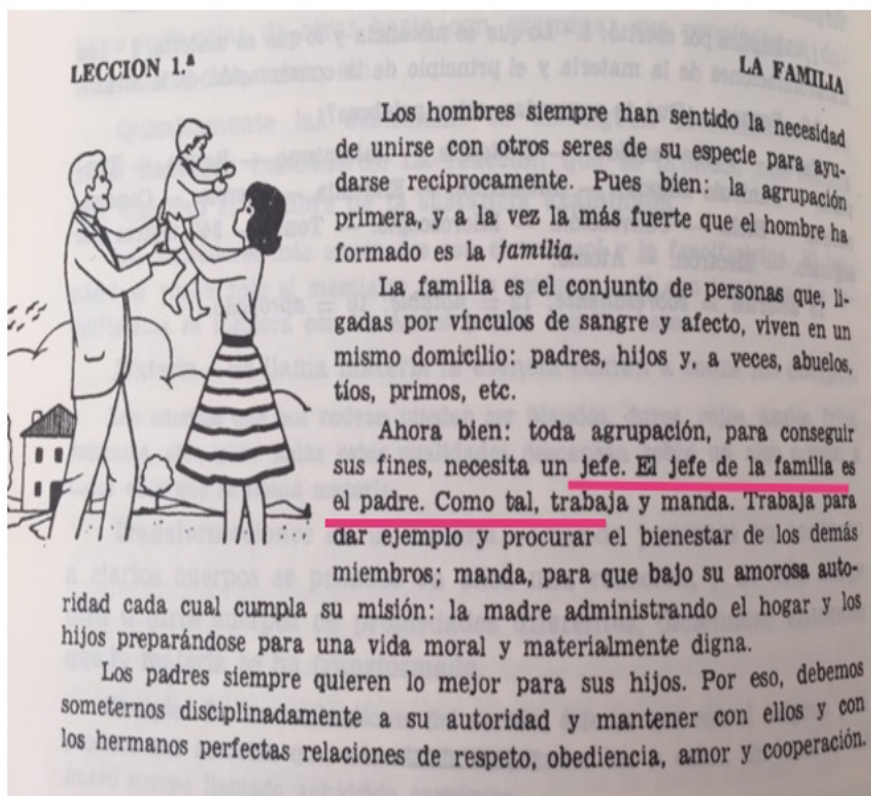 LECCION 1.ª
LA FAMILIA
Los hombres siempre han sentido la necesidad
de unirse con otros seres de su especie para ayu-
darse recíprocamente. Pues bien: la agrupación
primera, y a la vez la más fuerte que el hombre ha
formado es la familia.
La familia es el conjunto de personas que, li-
gadas por vínculos de sangre y afecto, viven en un
mismo domicilio: padres, hijos y, a veces, abuelos,
tíos, primos, etc.
Ahora bien: toda agrupación, para conseguir
sus fines, necesita un jefe. El jefe de la familia es
el padre. Como tal, trabaja y manda. Trabaja para
dar ejemplo y procurar el bienestar de los demás
miembros; manda, para que bajo su amorosa auto-
ridad cada cual cumpla su misión: la madre administrando el hogar y los
hijos preparándose para una vida moral y materialmente digna.
Los padres siempre quieren lo mejor para sus hijos. Por eso, debemos
someternos disciplinadamente a su autoridad y mantener con ellos y con
los hermanos perfectas relaciones de respeto, obediencia, amor y cooperación.